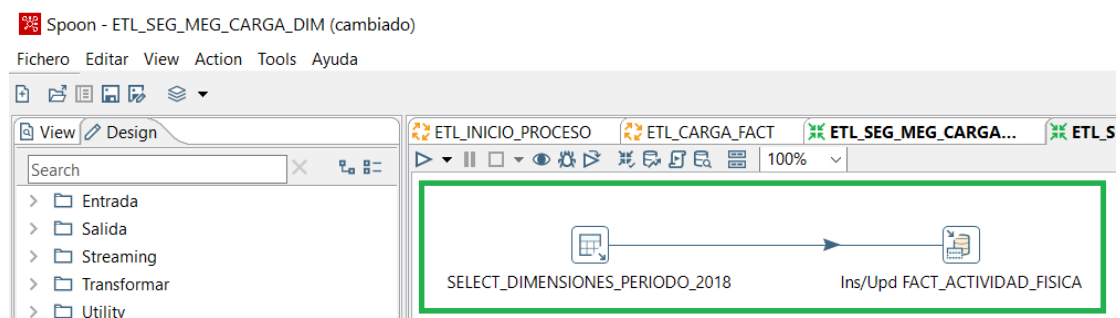 Spoon - ETL_SEG_MEG_CARGA_DIM (cambiado)
Fichero Editar View Action Tools Ayuda
View Design
ETL_INICIO_PROCESO ETL_CARGA_FACT ETL_SEG_MEG_CARGA... ETL_S
Search
100%
Entrada
Salida
Streaming
Transformar
Utility
SELECT_DIMENSIONES_PERIODO_2018 Ins/Upd FACT_ACTIVIDAD_FISICA